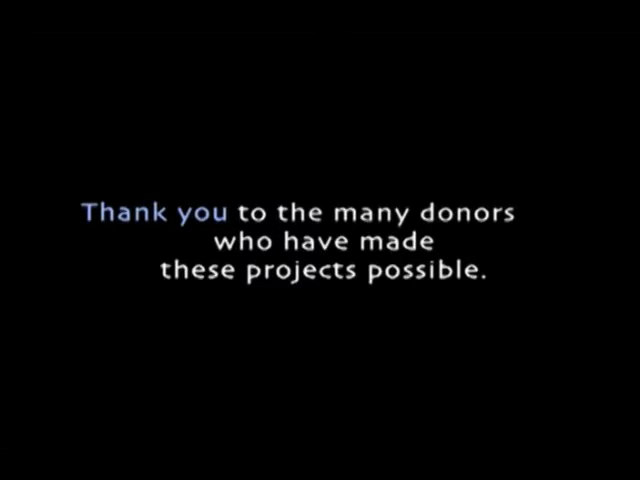 Thank you to the many donors
who have made
these projects possible.